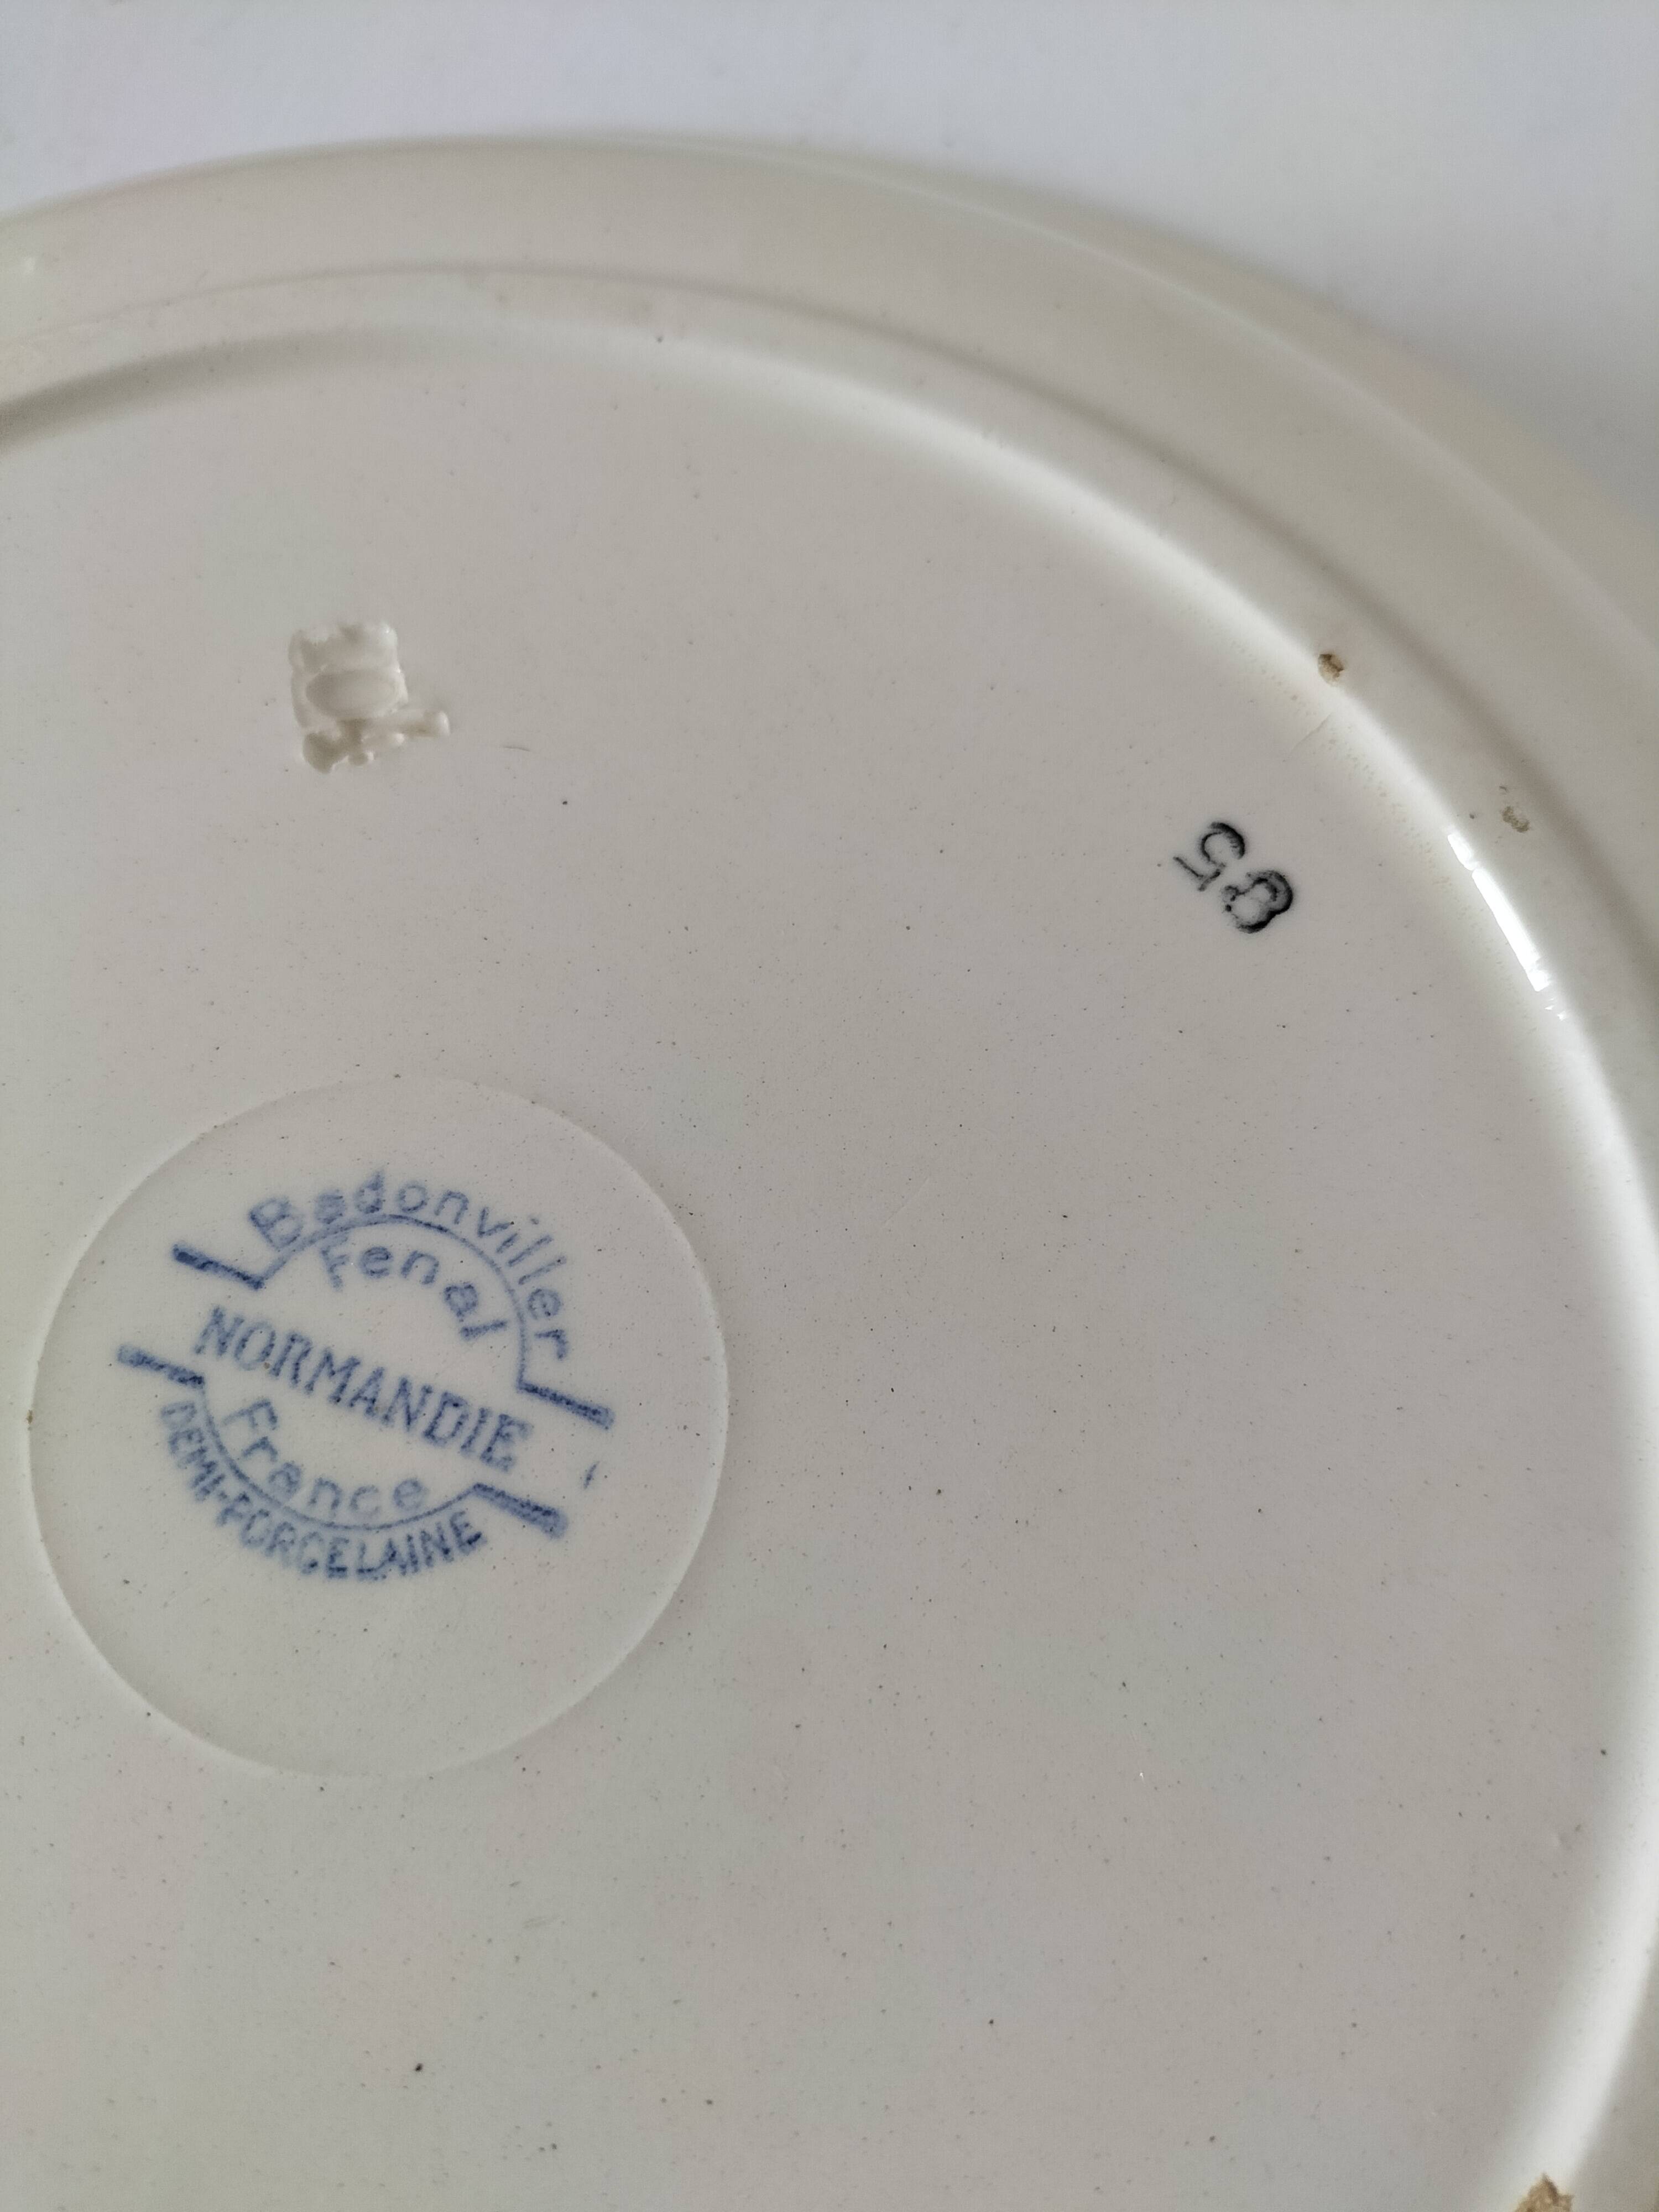 85
Badonviller
Fenal
NORMANDIE
France
DEMI-PORCELAINE